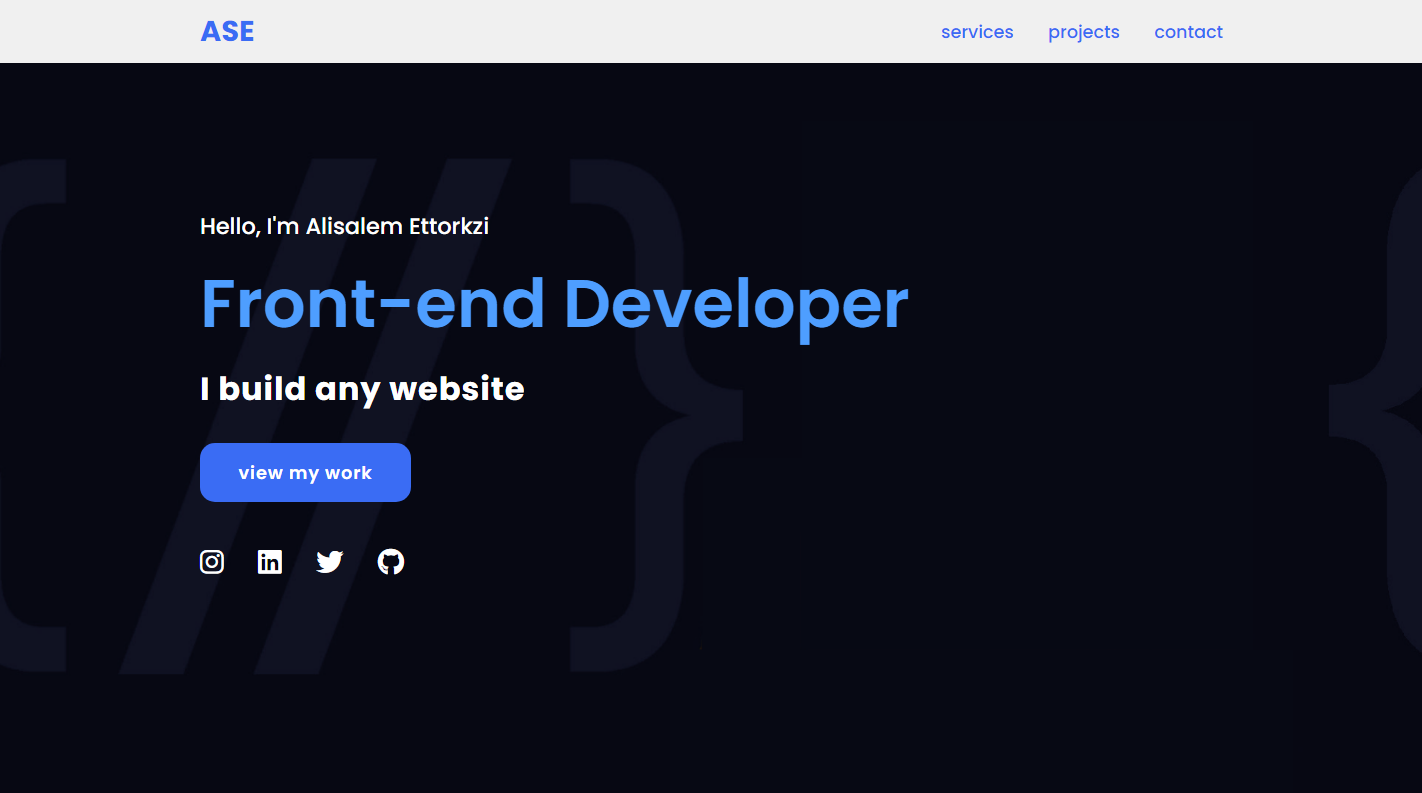 ASE
services projects contact
Hello, I'm Alisalem Ettorkzi
Front-end Developer
I build any website
view my work
{ // } {